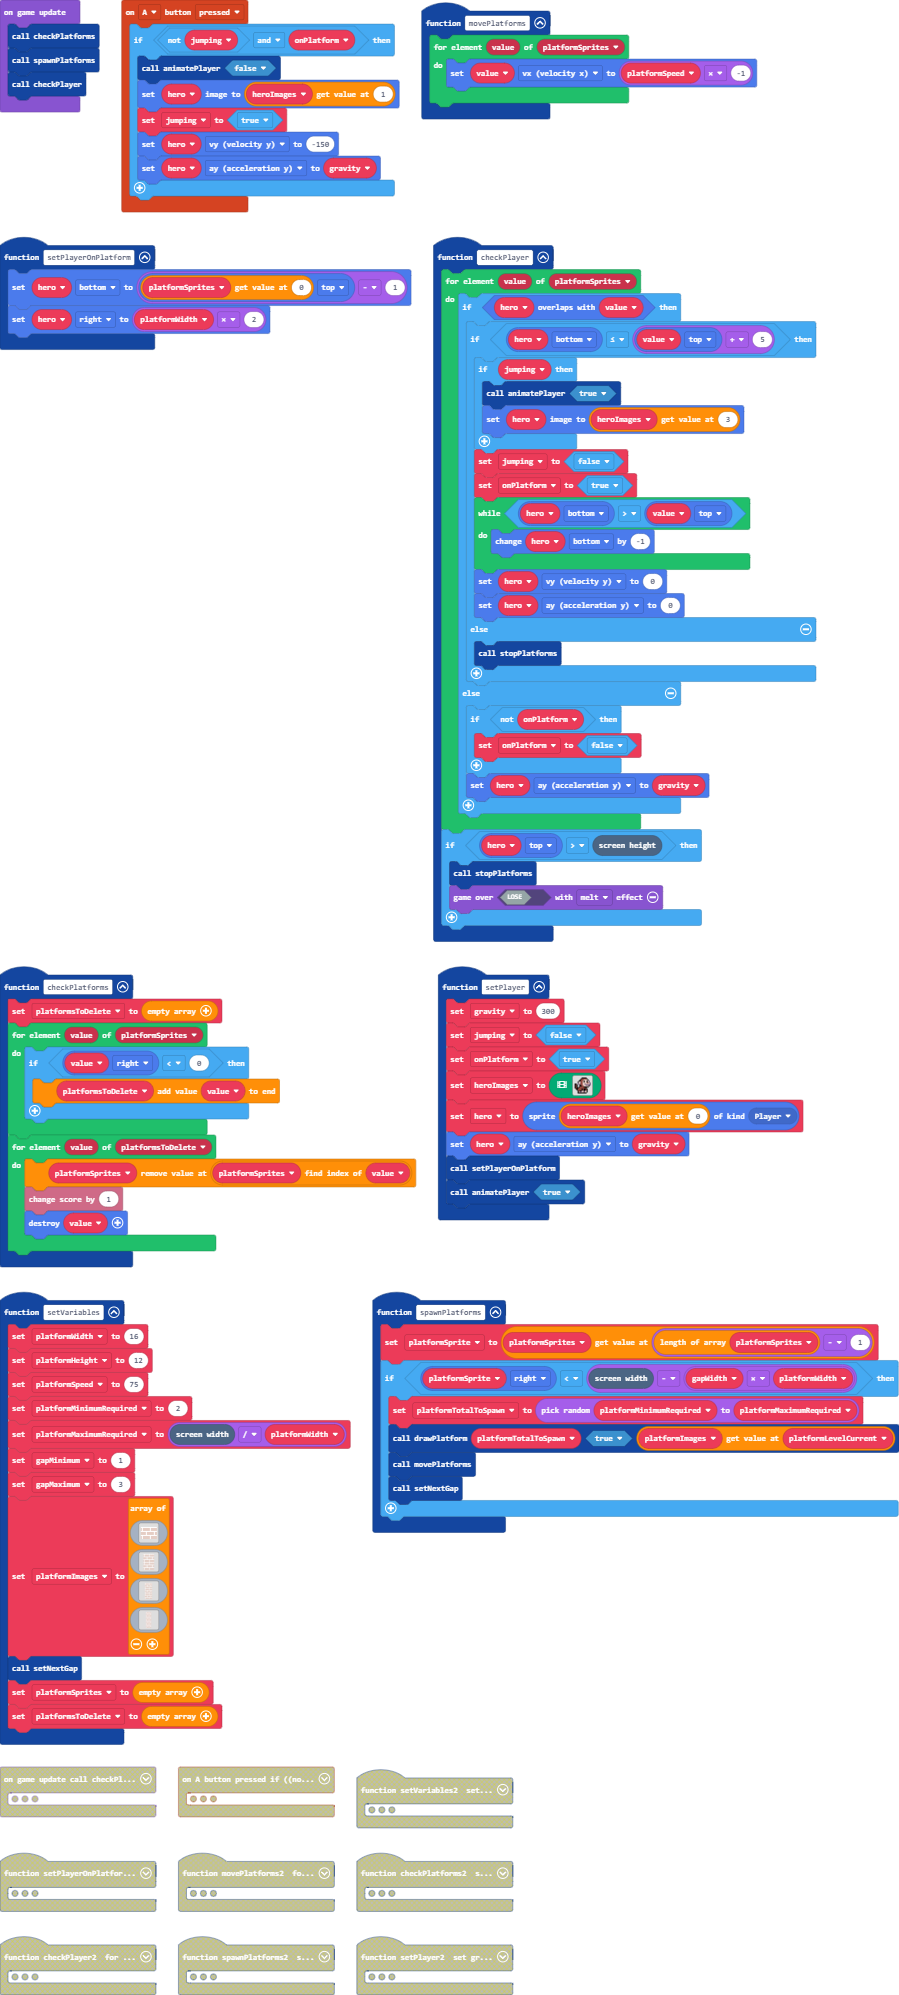 on game update
call checkPlatforms
call spawnPlatforms
call checkPlayer
on A button pressed
if not jumping and onPlatform then
call animatePlayer false
set hero image to heroImages get value at 1
set jumping to true
set hero vy (velocity y) to -150
set hero ay (acceleration y) to gravity
function movePlatforms
for element value of platformSprites
do set value vx (velocity x) to platformSpeed × -1
function setPlayerOnPlatform
set hero bottom to platformSprites get value at 0 top - 1
set hero right to platformWidth × 2
function checkPlayer
for element value of platformSprites
do
if hero overlaps with value then
if hero bottom ≤ value top + 5 then
if jumping then
call animatePlayer true
set hero image to heroImages get value at 3
set jumping to false
set onPlatform to true
while hero bottom > value top
do change hero bottom by -1
set hero vy (velocity y) to 0
set hero ay (acceleration y) to 0
else
call stopPlatforms
else
if not onPlatform then
set onPlatform to false
set hero ay (acceleration y) to gravity
if hero top > screen height then
call stopPlatforms
game over LOSE with melt effect
function checkPlatforms
set platformsToDelete to empty array
for element value of platformSprites
do
if value right < 0 then
platformsToDelete add value value to end
for element value of platformsToDelete
do
platformSprites remove value at platformSprites find index of value
change score by 1
destroy value
function setPlayer
set gravity to 300
set jumping to false
set onPlatform to true
set heroImages to
set hero to sprite heroImages get value at 0 of kind Player
set hero ay (acceleration y) to gravity
call setPlayerOnPlatform
call animatePlayer true
function setVariables
set platformWidth to 16
set platformHeight to 12
set platformSpeed to 75
set platformMinimumRequired to 2
set platformMaximumRequired to screen width / platformWidth
set gapMinimum to 1
set gapMaximum to 3
array of
set platformImages to
call setNextGap
set platformSprites to empty array
set platformsToDelete to empty array
function spawnPlatforms
set platformSprite to platformSprites get value at length of array platformSprites - 1
if platformSprite right < screen width - gapWidth × platformWidth then
set platformTotalToSpawn to pick random platformMinimumRequired to platformMaximumRequired
call drawPlatform platformTotalToSpawn true platformImages get value at platformLevelCurrent
call movePlatforms
call setNextGap
on game update call checkPl...
on A button pressed if ((no...
function setVariables2 set...
function setPlayerOnPlatfor...
function movePlatforms2 fo...
function checkPlatforms2 s...
function checkPlayer2 for ...
function spawnPlatforms2 s...
function setPlayer2 set gr...